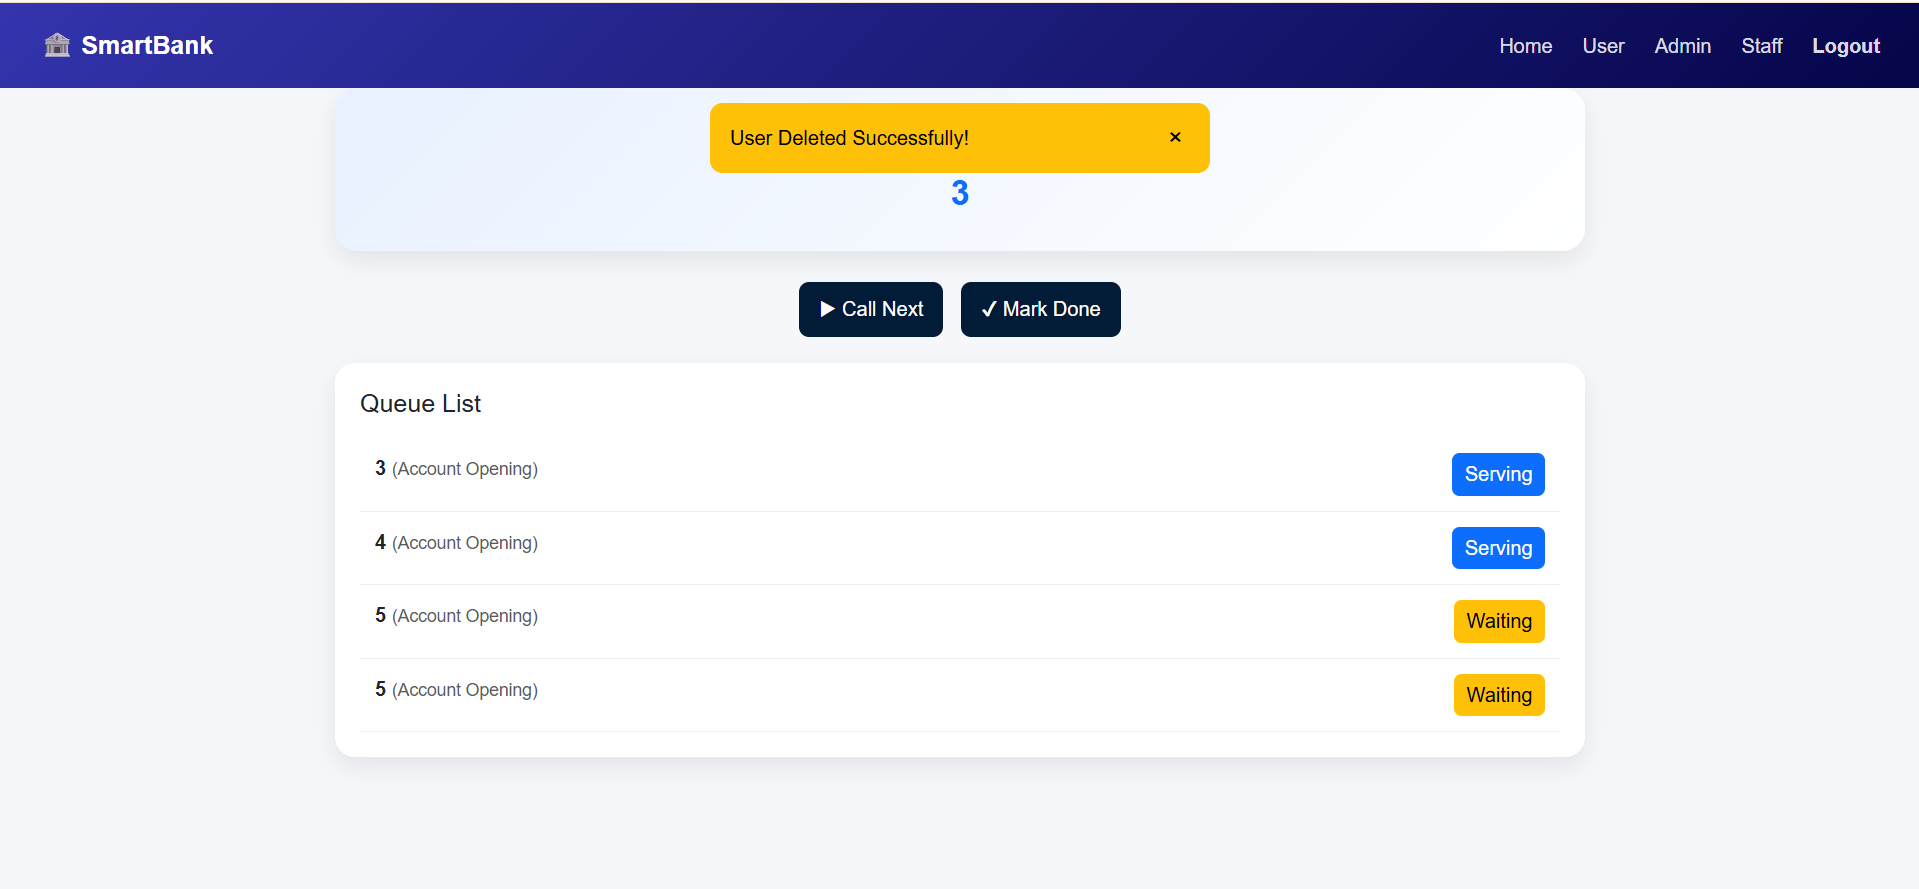 SmartBank
Home User Admin Staff Logout
User Deleted Successfully! ×
3
▶ Call Next ✓ Mark Done
Queue List
3 (Account Opening) Serving
4 (Account Opening) Serving
5 (Account Opening) Waiting
5 (Account Opening) Waiting